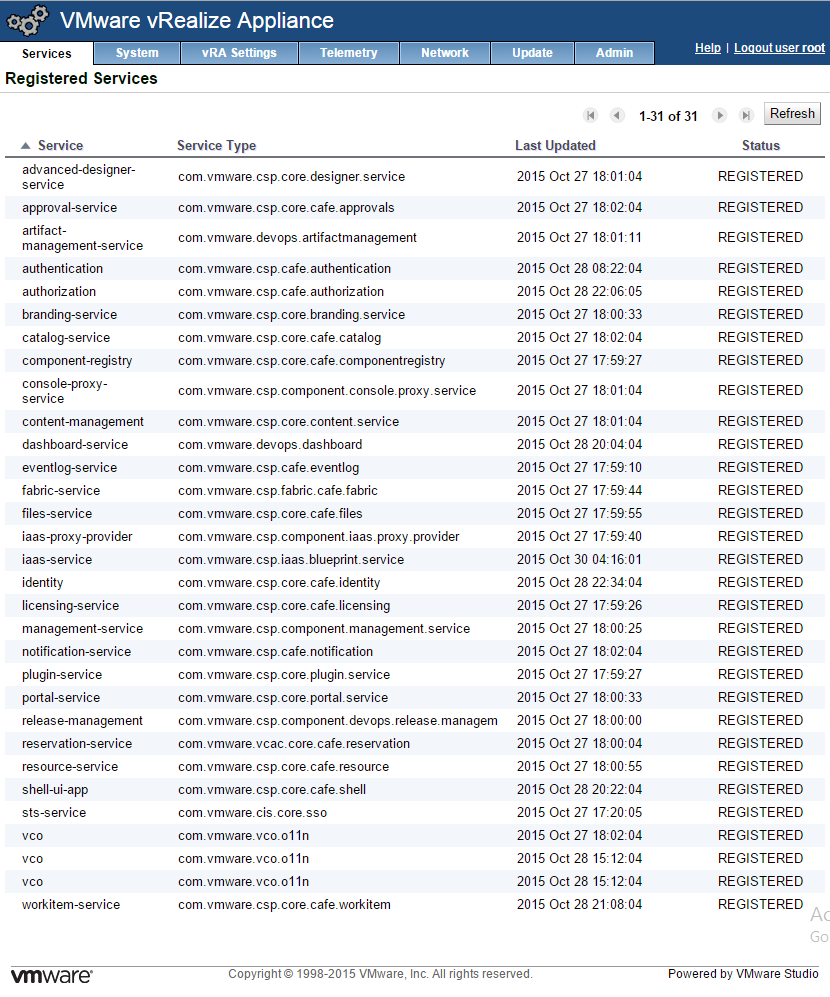 VMware vRealize Appliance
Services System vRA Settings Telemetry Network Update Admin Help | Logout user root
Registered Services
1-31 of 31 Refresh
Service Service Type Last Updated Status
advanced-designer-
service com.vmware.csp.core.designer.service 2015 Oct 27 18:01:04 REGISTERED
approval-service com.vmware.csp.core.cafe.approvals 2015 Oct 27 18:02:04 REGISTERED
artifact-
management-service com.vmware.devops.artifactmanagement 2015 Oct 27 18:01:11 REGISTERED
authentication com.vmware.csp.cafe.authentication 2015 Oct 28 08:22:04 REGISTERED
authorization com.vmware.csp.cafe.authorization 2015 Oct 28 22:06:05 REGISTERED
branding-service com.vmware.csp.core.branding.service 2015 Oct 27 18:00:33 REGISTERED
catalog-service com.vmware.csp.core.cafe.catalog 2015 Oct 27 18:02:04 REGISTERED
component-registry com.vmware.csp.core.cafe.componentregistry 2015 Oct 27 17:59:27 REGISTERED
console-proxy-
service com.vmware.csp.component.console.proxy.service 2015 Oct 27 18:01:04 REGISTERED
content-management com.vmware.csp.core.content.service 2015 Oct 27 18:01:04 REGISTERED
dashboard-service com.vmware.devops.dashboard 2015 Oct 28 20:04:04 REGISTERED
eventlog-service com.vmware.csp.cafe.eventlog 2015 Oct 27 17:59:10 REGISTERED
fabric-service com.vmware.csp.fabric.cafe.fabric 2015 Oct 27 17:59:44 REGISTERED
files-service com.vmware.csp.core.cafe.files 2015 Oct 27 17:59:55 REGISTERED
iaas-proxy-provider com.vmware.csp.component.iaas.proxy.provider 2015 Oct 27 17:59:40 REGISTERED
iaas-service com.vmware.csp.iaas.blueprint.service 2015 Oct 30 04:16:01 REGISTERED
identity com.vmware.csp.core.cafe.identity 2015 Oct 28 22:34:04 REGISTERED
licensing-service com.vmware.csp.core.cafe.licensing 2015 Oct 27 17:59:26 REGISTERED
management-service com.vmware.csp.component.management.service 2015 Oct 27 18:00:25 REGISTERED
notification-service com.vmware.csp.cafe.notification 2015 Oct 27 18:02:04 REGISTERED
plugin-service com.vmware.csp.core.plugin.service 2015 Oct 27 17:59:27 REGISTERED
portal-service com.vmware.csp.core.portal.service 2015 Oct 27 18:00:33 REGISTERED
release-management com.vmware.csp.component.devops.release.managem 2015 Oct 27 18:00:00 REGISTERED
reservation-service com.vmware.vcac.core.cafe.reservation 2015 Oct 27 18:00:04 REGISTERED
resource-service com.vmware.csp.core.cafe.resource 2015 Oct 27 18:00:55 REGISTERED
shell-ui-app com.vmware.csp.core.cafe.shell 2015 Oct 28 20:22:04 REGISTERED
sts-service com.vmware.cis.core.sso 2015 Oct 27 17:20:05 REGISTERED
vco com.vmware.vco.o11n 2015 Oct 27 18:02:04 REGISTERED
vco com.vmware.vco.o11n 2015 Oct 28 15:12:04 REGISTERED
vco com.vmware.vco.o11n 2015 Oct 28 15:12:04 REGISTERED
workitem-service com.vmware.csp.core.cafe.workitem 2015 Oct 28 21:08:04 REGISTERED
Ac
Go
vmware® Copyright © 1998-2015 VMware, Inc. All rights reserved. Powered by VMware Studio